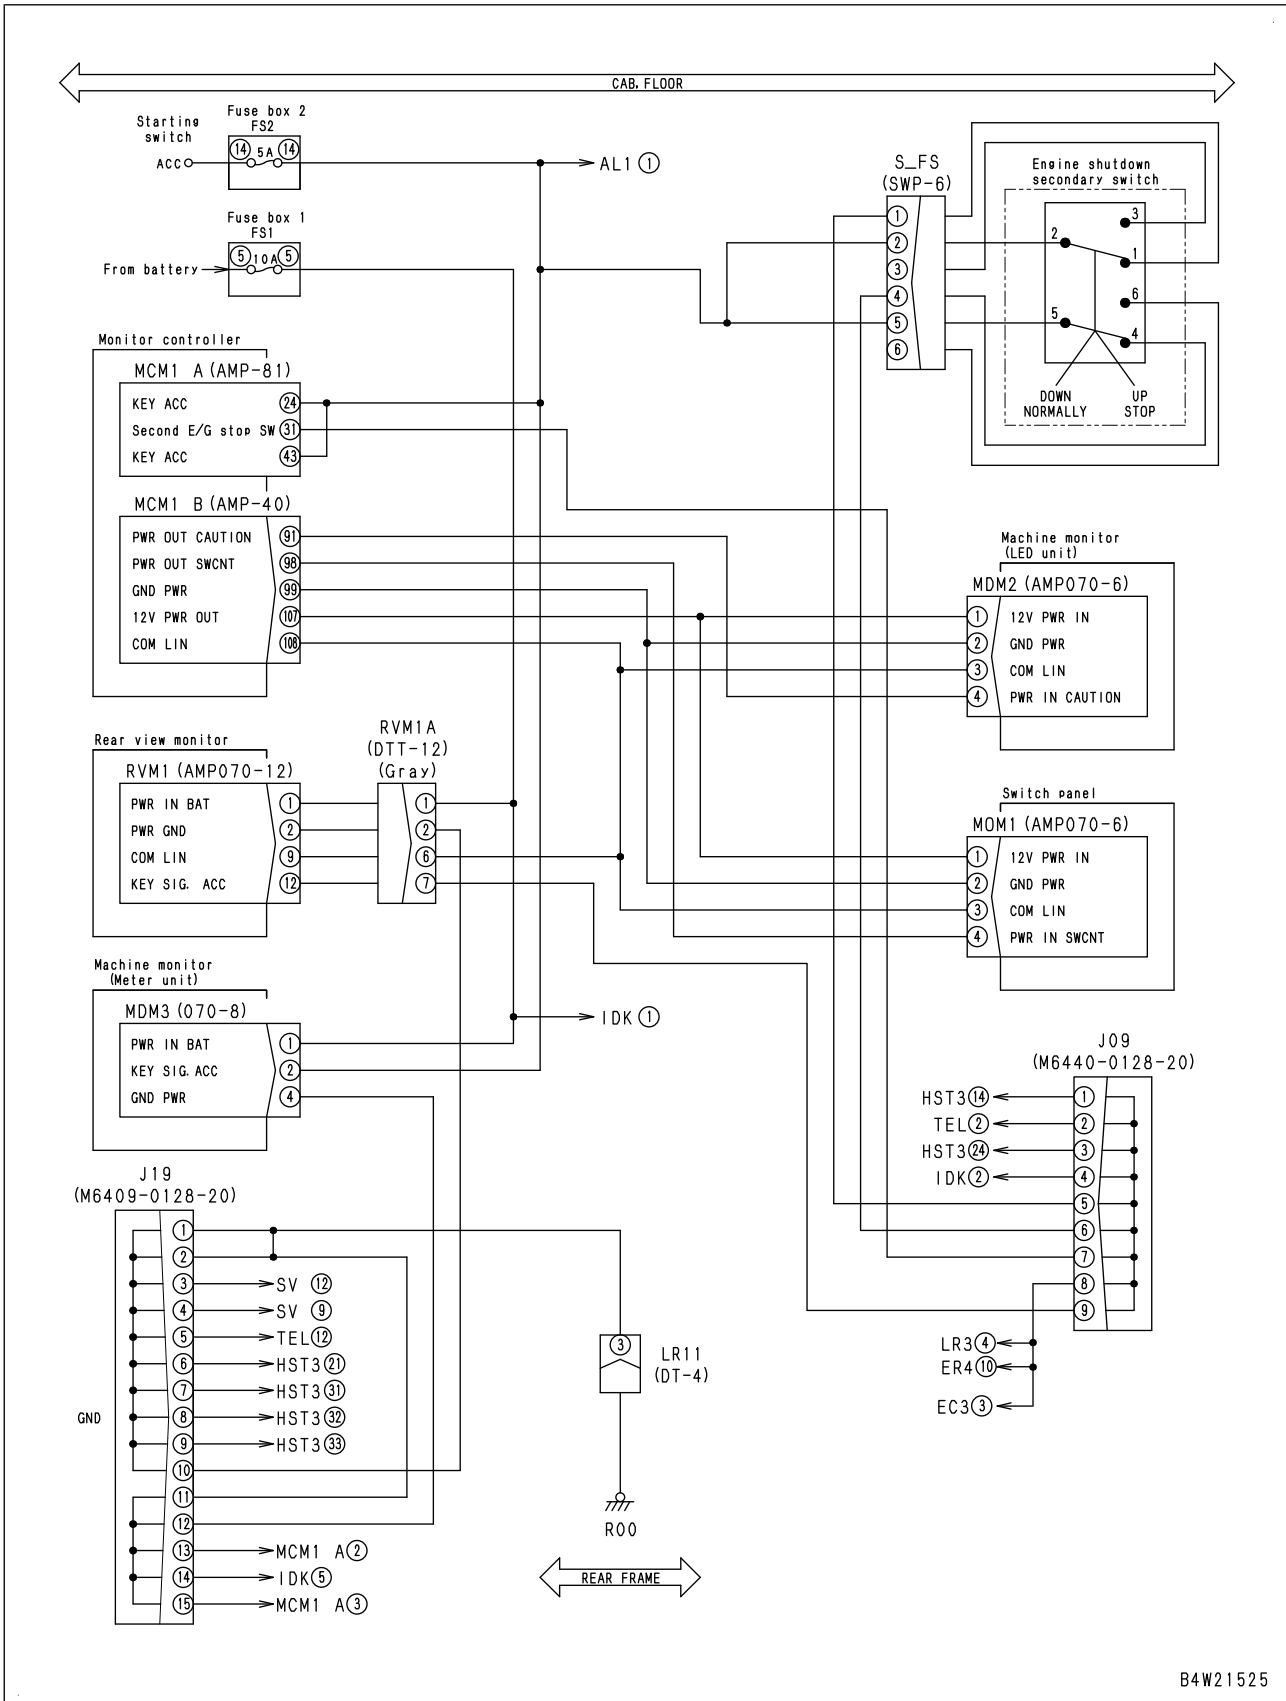 CAB, FLOOR
Starting
switch
ACC
Fuse box 2
FS2
14 5A 14
AL1 1
Fuse box 1
FS1
5 10A 5
From battery
S_FS
(SWP-6)
1
2
3
4
5
6
Engine shutdown
secondary switch
3
2
1
6
5
4
DOWN
NORMALLY
UP
STOP
Monitor controller
MCM1 A (AMP-81)
KEY ACC 24
Second E/G stop SW 31
KEY ACC 43
MCM1 B (AMP-40)
PWR OUT CAUTION 91
PWR OUT SWCNT 98
GND PWR 99
12V PWR OUT 107
COM LIN 108
Machine monitor
(LED unit)
MDM2 (AMP070-6)
1 12V PWR IN
2 GND PWR
3 COM LIN
4 PWR IN CAUTION
Rear view monitor
RVM1 (AMP070-12)
PWR IN BAT 1
PWR GND 2
COM LIN 9
KEY SIG. ACC 12
RVM1A
(DTT-12)
(Gray)
1
2
6
7
Switch panel
MOM1 (AMP070-6)
1 12V PWR IN
2 GND PWR
3 COM LIN
4 PWR IN SWCNT
Machine monitor
(Meter unit)
MDM3 (070-8)
PWR IN BAT 1
KEY SIG. ACC 2
GND PWR 4
IDK 1
J09
(M6440-0128-20)
HST3 14 1
TEL 2 2
HST3 24 3
IDK 2 4
5
6
7
8
9
LR3 4
ER4 10
EC3 3
J19
(M6409-0128-20)
GND
1
2
3 SV 12
4 SV 9
5 TEL 12
6 HST3 21
7 HST3 31
8 HST3 32
9 HST3 33
10
11
12
13 MCM1 A 2
14 IDK 5
15 MCM1 A 3
3
LR11
(DT-4)
R00
REAR FRAME
B4W21525